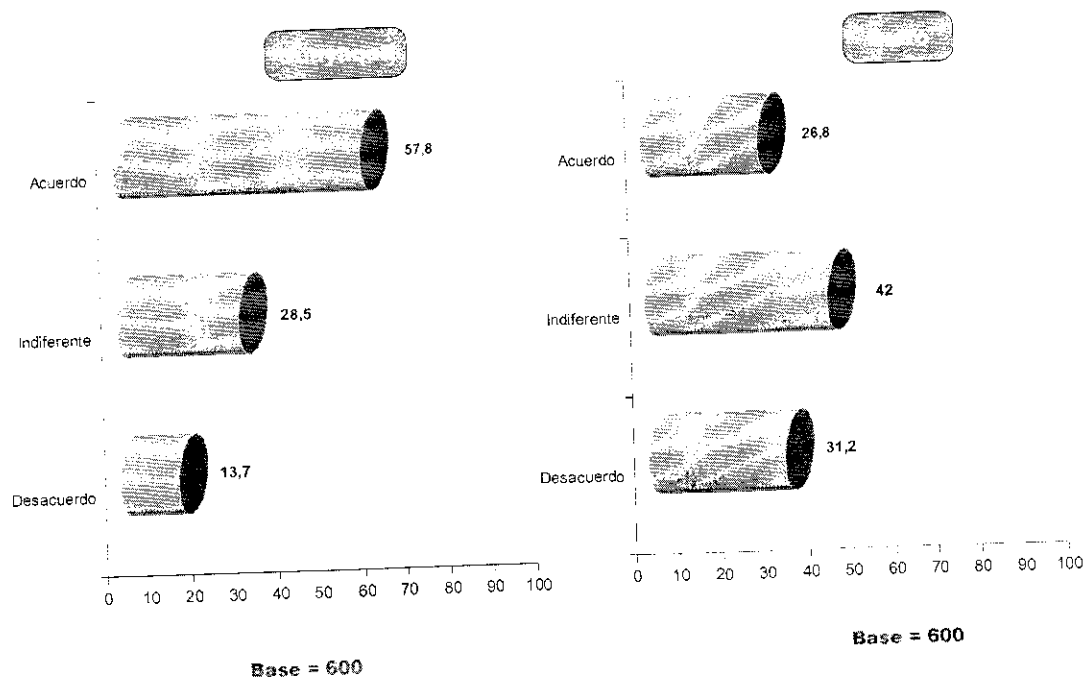 Acuerdo
57,8
Indiferente
28,5
Desacuerdo
13,7
0 10 20 30 40 50 60 70 80 90 100
Base = 600
Acuerdo
26,8
Indiferente
42
Desacuerdo
31,2
0 10 20 30 40 50 60 70 80 90 100
Base = 600